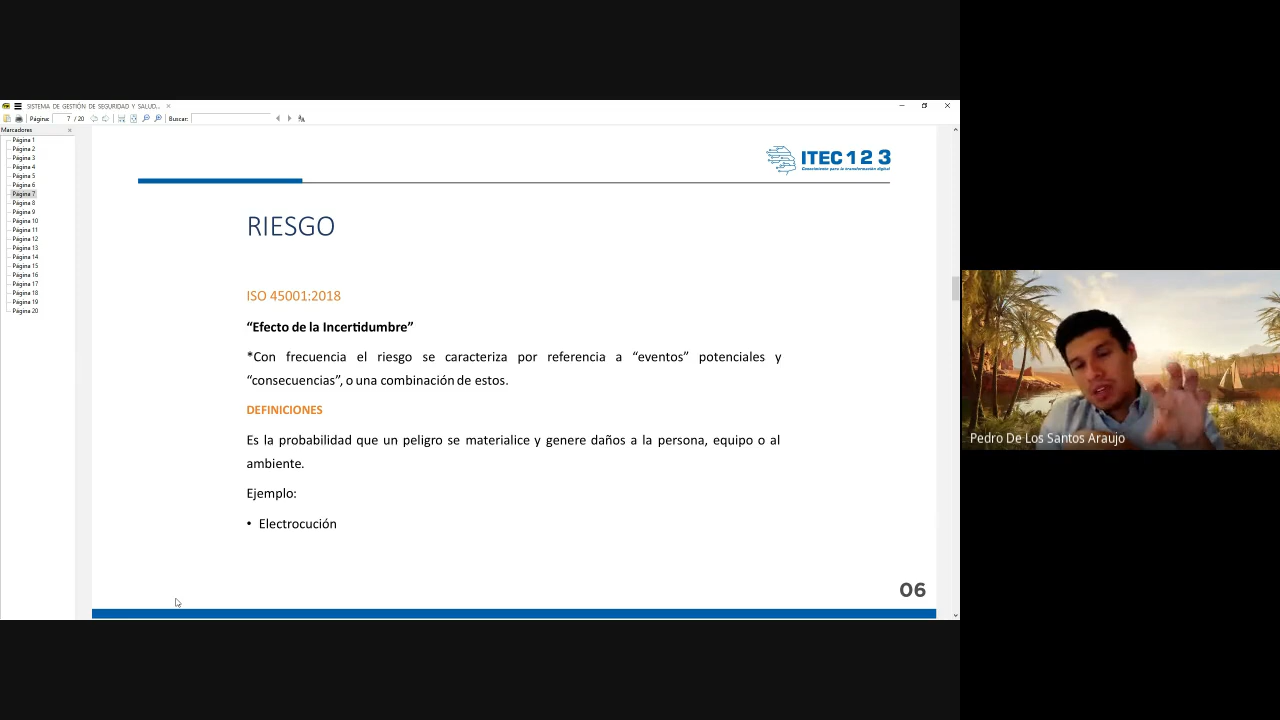 SISTEMA DE GESTIÓN DE SEGURIDAD Y SALUD...
Página: 7 / 20 Buscar:
Marcadores
Página 1
Página 2
Página 3
Página 4
Página 5
Página 6
Página 7
Página 8
Página 9
Página 10
Página 11
Página 12
Página 13
Página 14
Página 15
Página 16
Página 17
Página 18
Página 19
Página 20
ITEC 1 2 3
Conocimiento para la transformación digital
RIESGO
ISO 45001:2018
“Efecto de la Incertidumbre”
*Con frecuencia el riesgo se caracteriza por referencia a “eventos” potenciales y
“consecuencias”, o una combinación de estos.
DEFINICIONES
Es la probabilidad que un peligro se materialice y genere daños a la persona, equipo o al
ambiente.
Ejemplo:
• Electrocución
06
Pedro De Los Santos Araujo